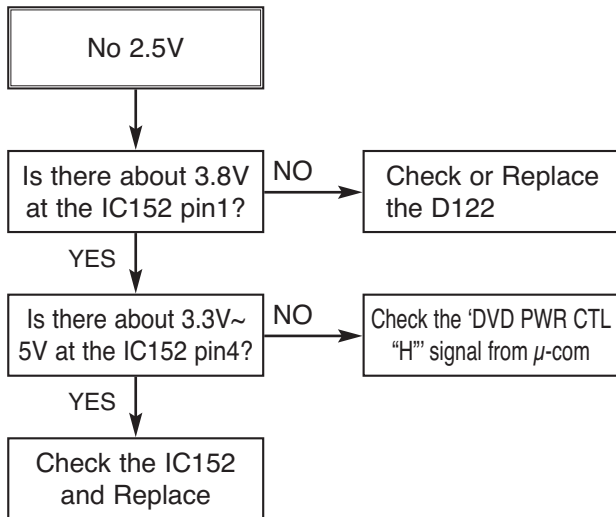 No 2.5V
Is there about 3.8V
at the IC152 pin1?
NO
Check or Replace
the D122
YES
Is there about 3.3V~
5V at the IC152 pin4?
NO
Check the ‘DVD PWR CTL
“H”’ signal from µ-com
YES
Check the IC152
and Replace